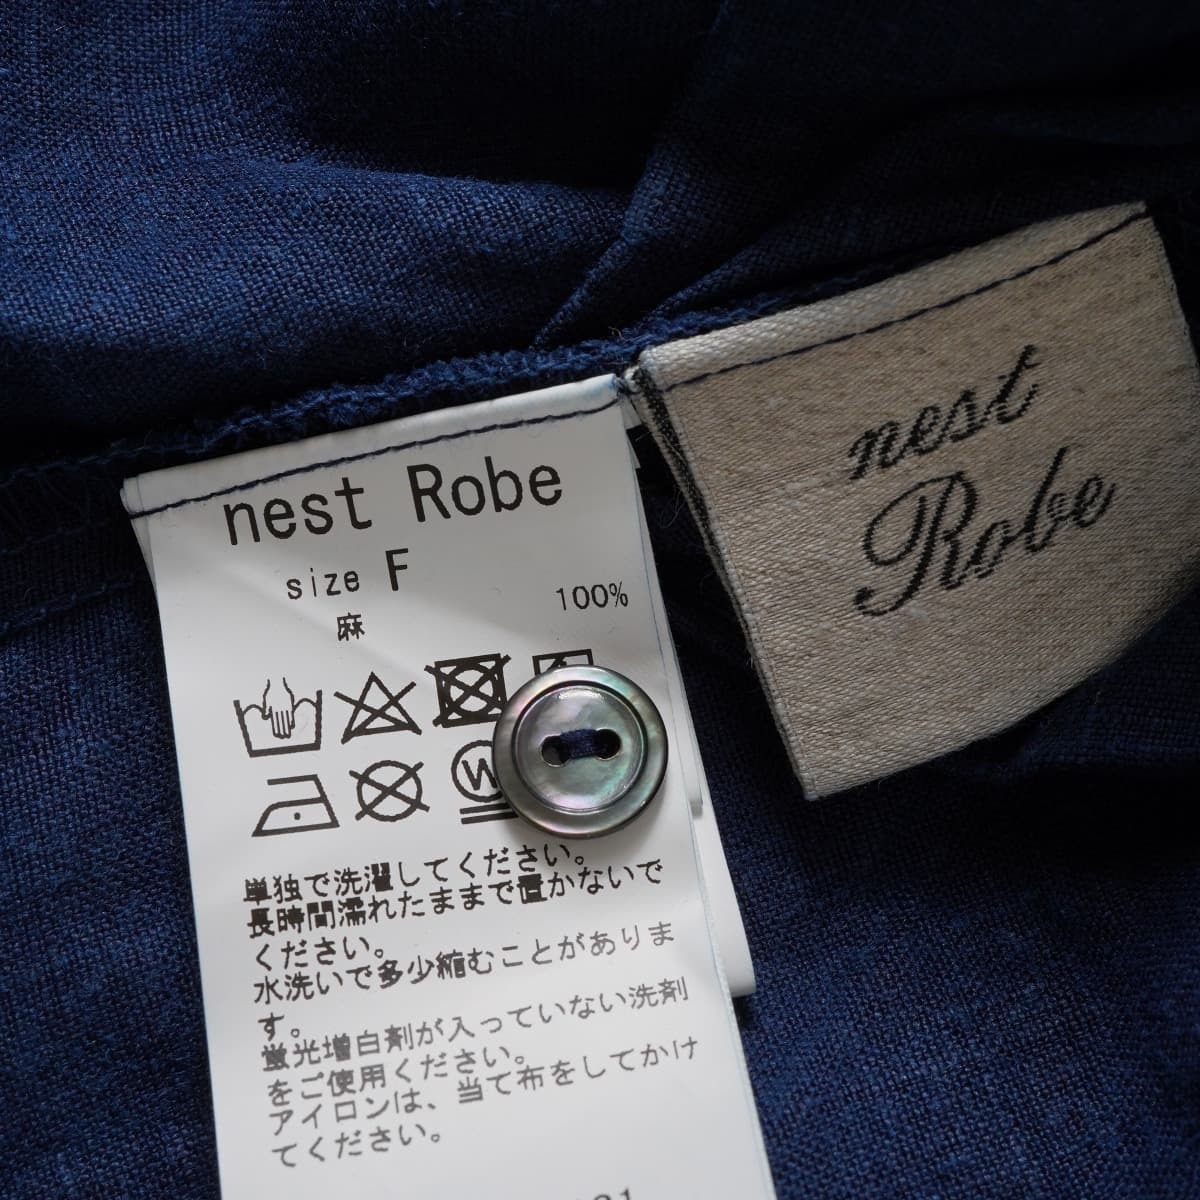 nest Robe
size F
麻 100%
W
単独で洗濯してください。
長時間濡れたままで置かないで
ください。
水洗いで多少縮むことがありま
す。
蛍光増白剤が入っていない洗剤
をご使用ください。
アイロンは、当て布をしてかけ
てください。
nest
Robe